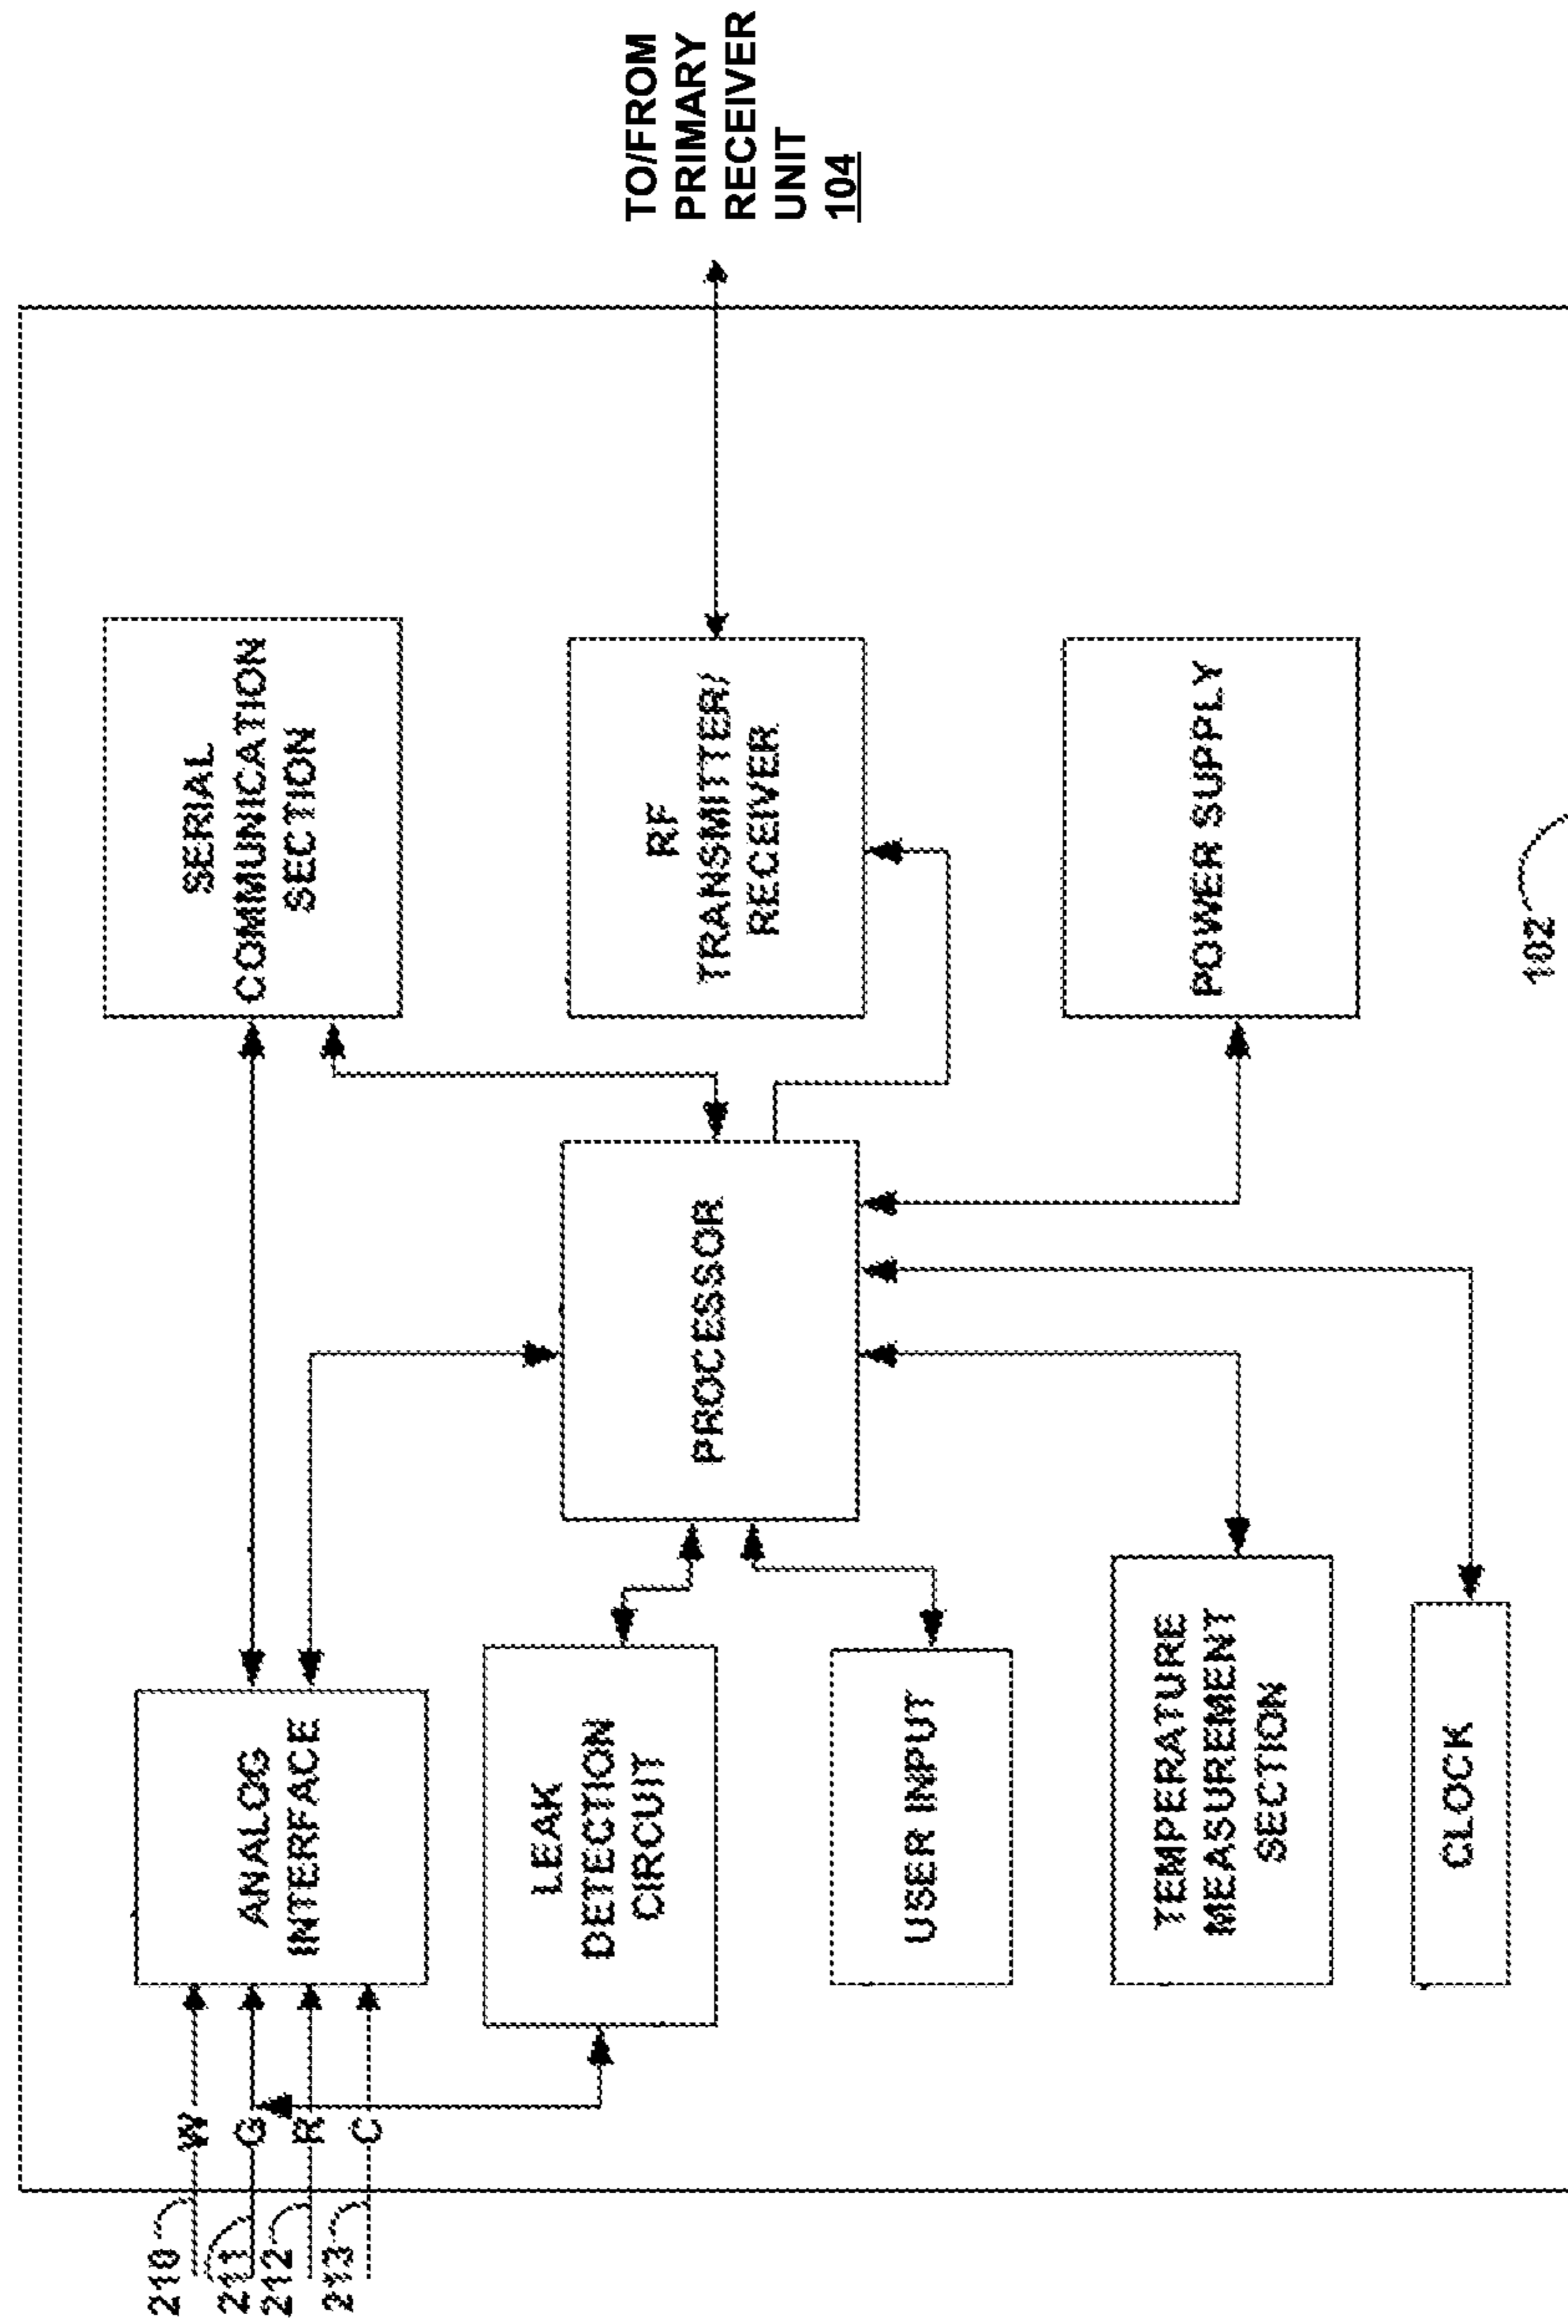 210
W
211
G
212
R
213
C
ANALOG
INTERFACE
SERIAL
COMMUNICATION
SECTION
LEAK
DETECTION
CIRCUIT
PROCESSOR
RF
TRANSMITTER/
RECEIVER
TO/FROM
PRIMARY
RECEIVER
UNIT
104
USER INPUT
TEMPERATURE
MEASUREMENT
SECTION
POWER SUPPLY
CLOCK
102